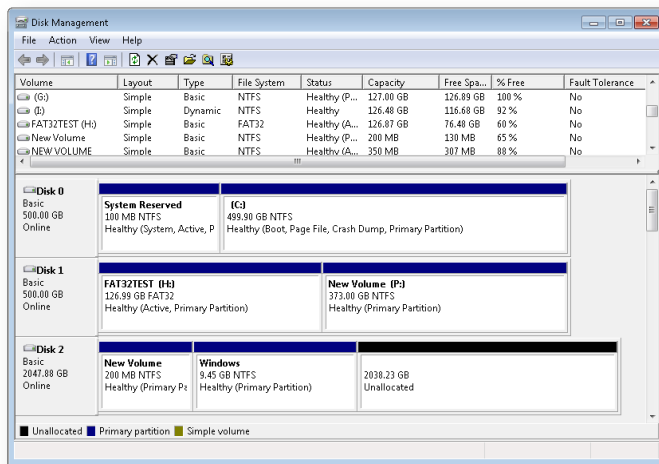 Disk Management
File Action View Help
Volume Layout Type File System Status Capacity Free Spa... % Free Fault Tolerance
(G:) Simple Basic NTFS Healthy (P... 127.00 GB 126.89 GB 100 % No
(I:) Simple Dynamic NTFS Healthy 126.48 GB 116.68 GB 92 % No
FAT32TEST (H:) Simple Basic FAT32 Healthy (A... 126.87 GB 76.48 GB 60 % No
New Volume Simple Basic NTFS Healthy (P... 200 MB 130 MB 65 % No
NEW VOLUME Simple Basic NTFS Healthy (A... 350 MB 307 MB 88 % No
Disk 0
Basic
500.00 GB
Online
System Reserved
100 MB NTFS
Healthy (System, Active, P
(C:)
499.90 GB NTFS
Healthy (Boot, Page File, Crash Dump, Primary Partition)
Disk 1
Basic
500.00 GB
Online
FAT32TEST (H:)
126.99 GB FAT32
Healthy (Active, Primary Partition)
New Volume (P:)
373.00 GB NTFS
Healthy (Primary Partition)
Disk 2
Basic
2047.88 GB
Online
New Volume
200 MB NTFS
Healthy (Primary Pa
Windows
9.45 GB NTFS
Healthy (Primary Partition)
2038.23 GB
Unallocated
Unallocated Primary partition Simple volume